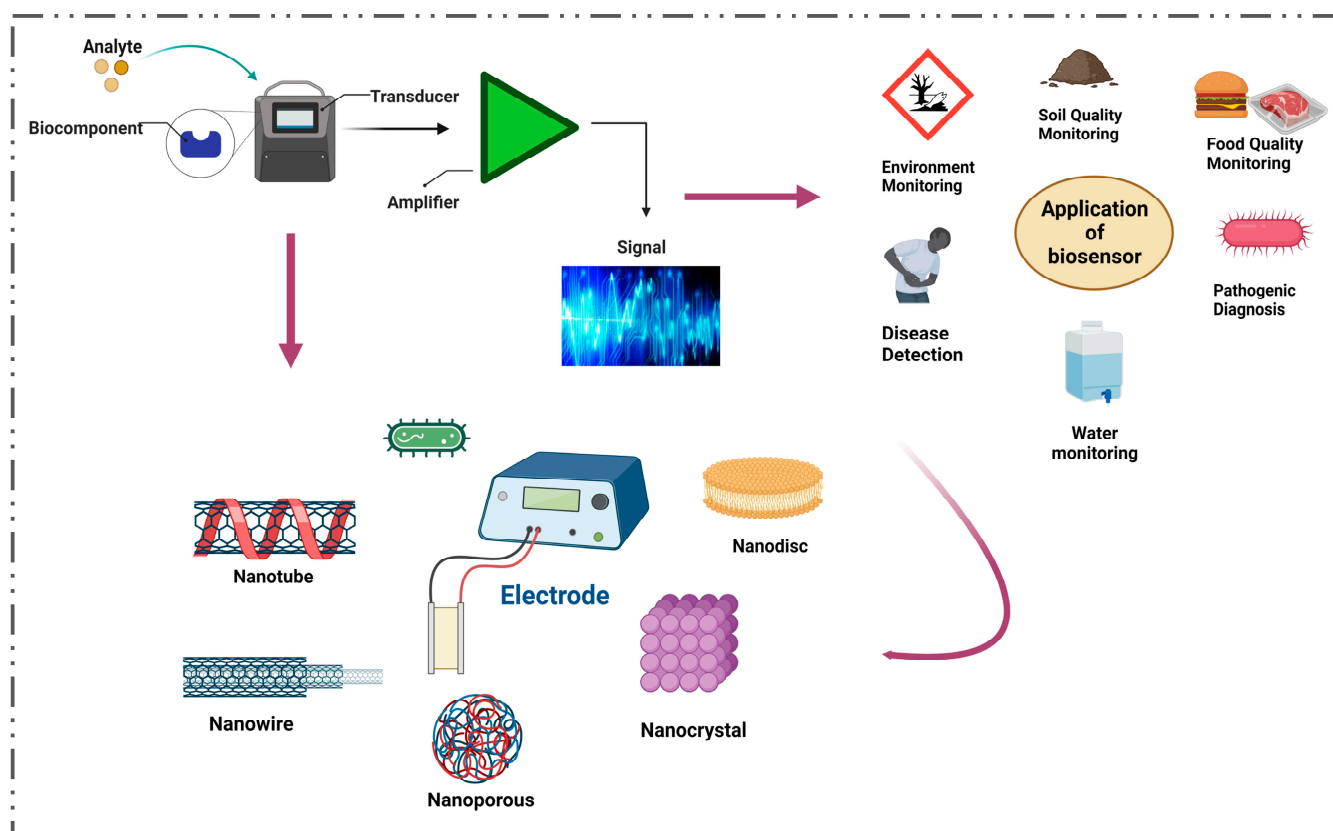 Analyte
Biocomponent
Transducer
Amplifier
Signal
Environment
Monitoring
Soil Quality
Monitoring
Food Quality
Monitoring
Application
of
biosensor
Disease
Detection
Pathogenic
Diagnosis
Water
monitoring
Nanotube
Electrode
Nanodisc
Nanowire
Nanocrystal
Nanoporous